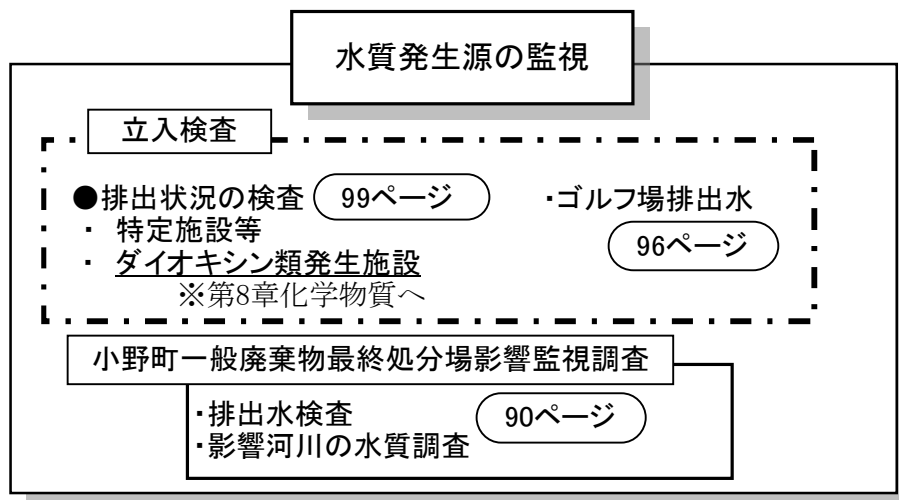 水質発生源の監視
立入検査
●排出状況の検査 99ページ
・ 特定施設等
・ ダイオキシン類発生施設
※第8章化学物質へ
・ゴルフ場排出水
96ページ
小野町一般廃棄物最終処分場影響監視調査
・排出水検査 90ページ
・影響河川の水質調査